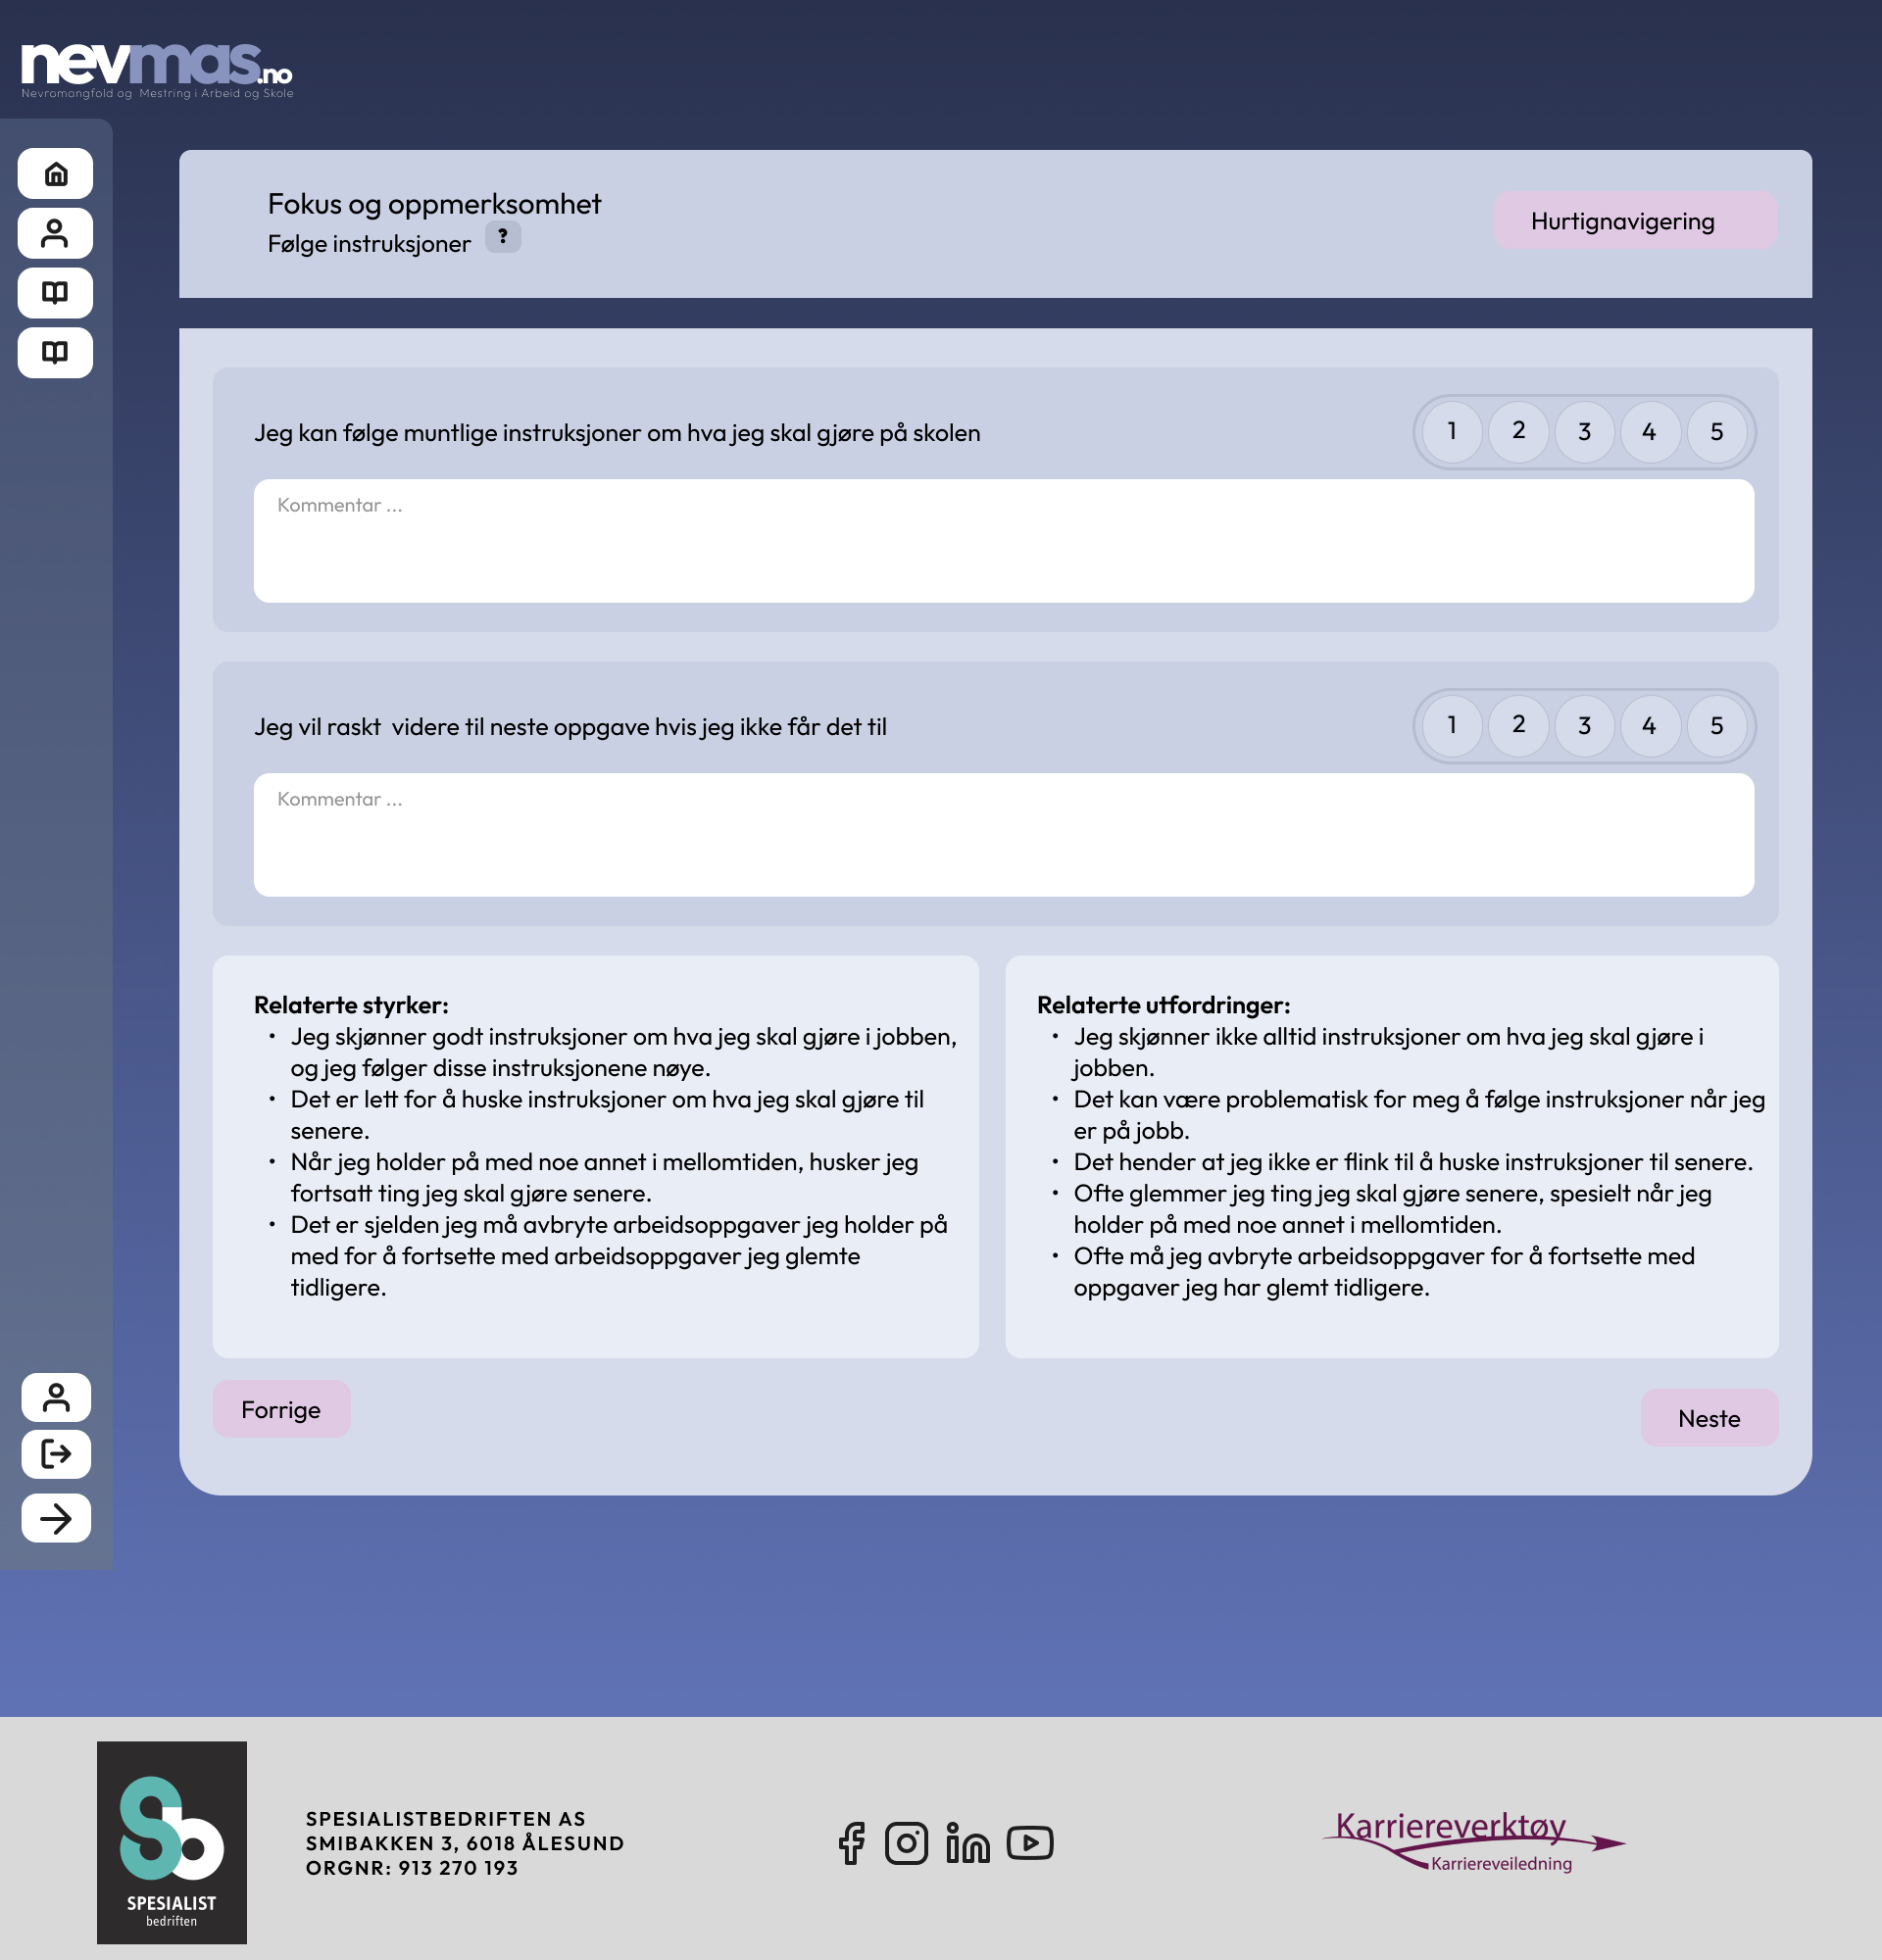 nevmas.no
Nevromangfold og Mestring i Arbeid og Skole
Fokus og oppmerksomhet
Følge instruksjoner ?
Hurtignavigering
Jeg kan følge muntlige instruksjoner om hva jeg skal gjøre på skolen
1 2 3 4 5
Kommentar ...
Jeg vil raskt  videre til neste oppgave hvis jeg ikke får det til
1 2 3 4 5
Kommentar ...
Relaterte styrker:
• Jeg skjønner godt instruksjoner om hva jeg skal gjøre i jobben,
og jeg følger disse instruksjonene nøye.
• Det er lett for å huske instruksjoner om hva jeg skal gjøre til
senere.
• Når jeg holder på med noe annet i mellomtiden, husker jeg
fortsatt ting jeg skal gjøre senere.
• Det er sjelden jeg må avbryte arbeidsoppgaver jeg holder på
med for å fortsette med arbeidsoppgaver jeg glemte
tidligere.
Relaterte utfordringer:
• Jeg skjønner ikke alltid instruksjoner om hva jeg skal gjøre i
jobben.
• Det kan være problematisk for meg å følge instruksjoner når jeg
er på jobb.
• Det hender at jeg ikke er flink til å huske instruksjoner til senere.
• Ofte glemmer jeg ting jeg skal gjøre senere, spesielt når jeg
holder på med noe annet i mellomtiden.
• Ofte må jeg avbryte arbeidsoppgaver for å fortsette med
oppgaver jeg har glemt tidligere.
Forrige
Neste
Sb
SPESIALIST
bedriften
SPESIALISTBEDRIFTEN AS
SMIBAKKEN 3, 6018 ÅLESUND
ORGNR: 913 270 193
Karriereverktøy
Karriereveiledning